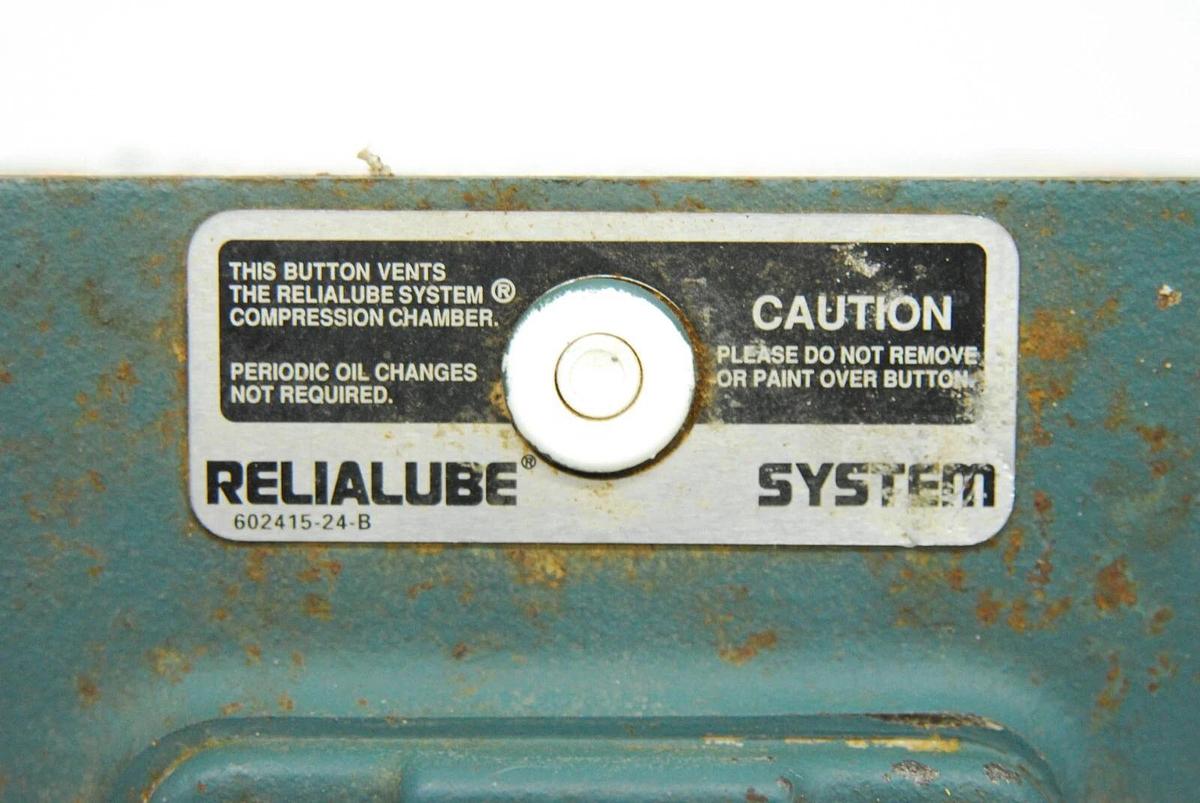 THIS BUTTON VENTS
THE RELIALUBE SYSTEM ®
COMPRESSION CHAMBER.
PERIODIC OIL CHANGES
NOT REQUIRED.
CAUTION
PLEASE DO NOT REMOVE
OR PAINT OVER BUTTON.
RELIALUBE® SYSTEM
602415-24-B